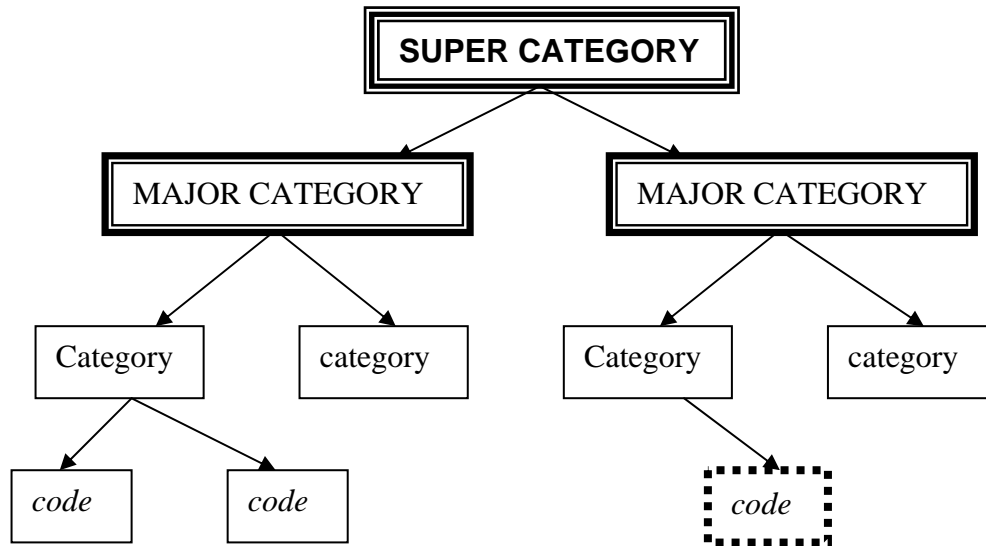 SUPER CATEGORY
MAJOR CATEGORY
MAJOR CATEGORY
Category
category
Category
category
code
code
code